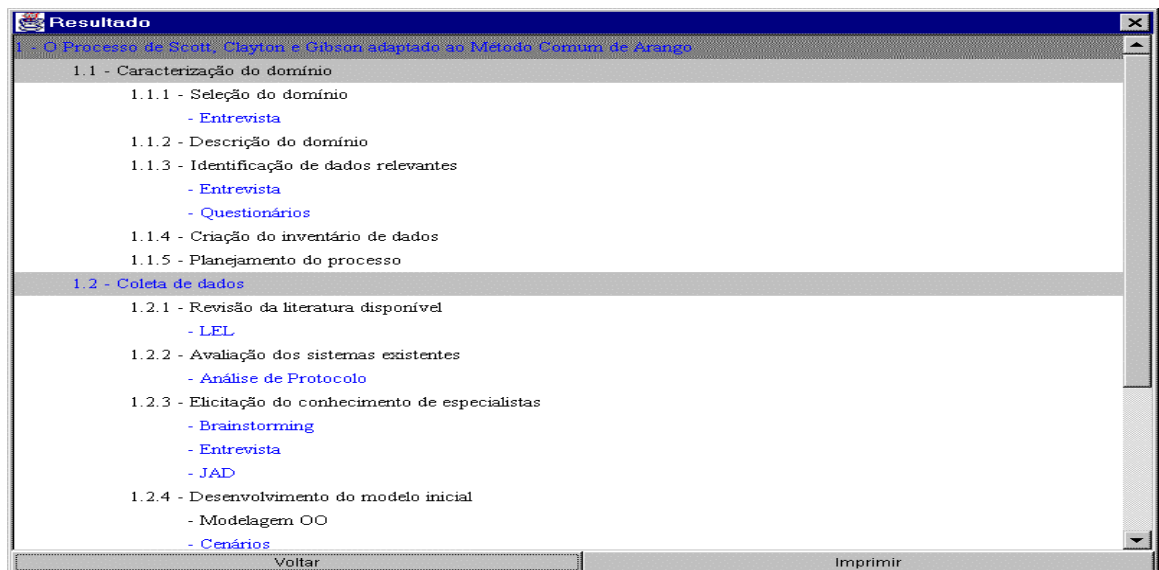 Resultado
1 - O Processo de Scott, Clayton e Gibson adaptado ao Método Comum de Arango
1.1 - Caracterização do domínio
1.1.1 - Seleção do domínio
- Entrevista
1.1.2 - Descrição do domínio
1.1.3 - Identificação de dados relevantes
- Entrevista
- Questionários
1.1.4 - Criação do inventário de dados
1.1.5 - Planejamento do processo
1.2 - Coleta de dados
1.2.1 - Revisão da literatura disponível
- LEL
1.2.2 - Avaliação dos sistemas existentes
- Análise de Protocolo
1.2.3 - Elicitação do conhecimento de especialistas
- Brainstorming
- Entrevista
- JAD
1.2.4 - Desenvolvimento do modelo inicial
- Modelagem OO
- Cenários
Voltar Imprimir